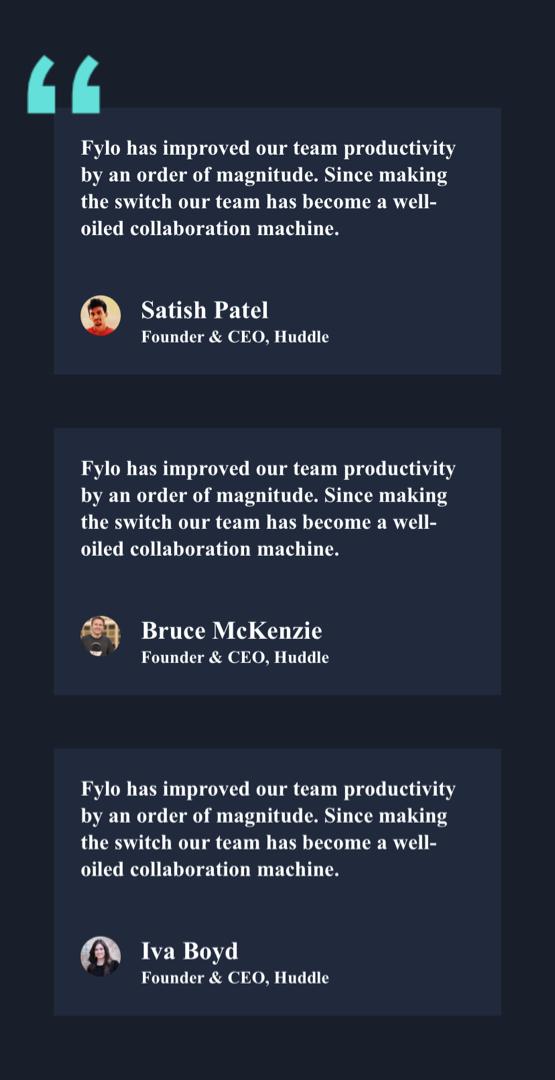 “
Fylo has improved our team productivity
by an order of magnitude. Since making
the switch our team has become a well-
oiled collaboration machine.
Satish Patel
Founder & CEO, Huddle
Fylo has improved our team productivity
by an order of magnitude. Since making
the switch our team has become a well-
oiled collaboration machine.
Bruce McKenzie
Founder & CEO, Huddle
Fylo has improved our team productivity
by an order of magnitude. Since making
the switch our team has become a well-
oiled collaboration machine.
Iva Boyd
Founder & CEO, Huddle